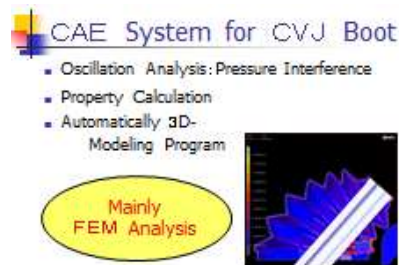 CAE System for CVJ Boot
Oscillation Analysis:Pressure Interference
Property Calculation
Automatically 3D-
Modeling Program
Mainly
FEM Analysis